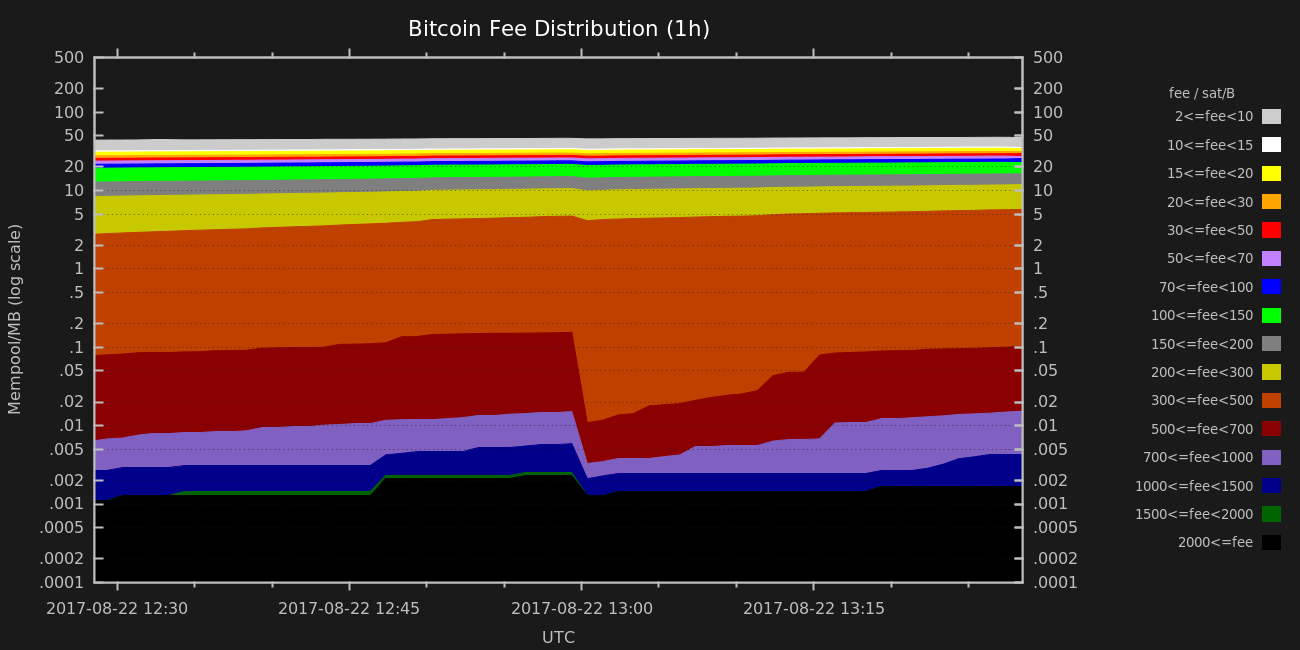 Bitcoin Fee Distribution (1h)
500
200
100
50
20
10
5
2
1
.5
.2
.1
.05
.02
.01
.005
.002
.001
.0005
.0002
.0001
Mempool/MB (log scale)
500
200
100
50
20
10
5
2
1
.5
.2
.1
.05
.02
.01
.005
.002
.001
.0005
.0002
.0001
2017-08-22 12:30
2017-08-22 12:45
2017-08-22 13:00
2017-08-22 13:15
UTC
fee / sat/B
2<=fee<10
10<=fee<15
15<=fee<20
20<=fee<30
30<=fee<50
50<=fee<70
70<=fee<100
100<=fee<150
150<=fee<200
200<=fee<300
300<=fee<500
500<=fee<700
700<=fee<1000
1000<=fee<1500
1500<=fee<2000
2000<=fee